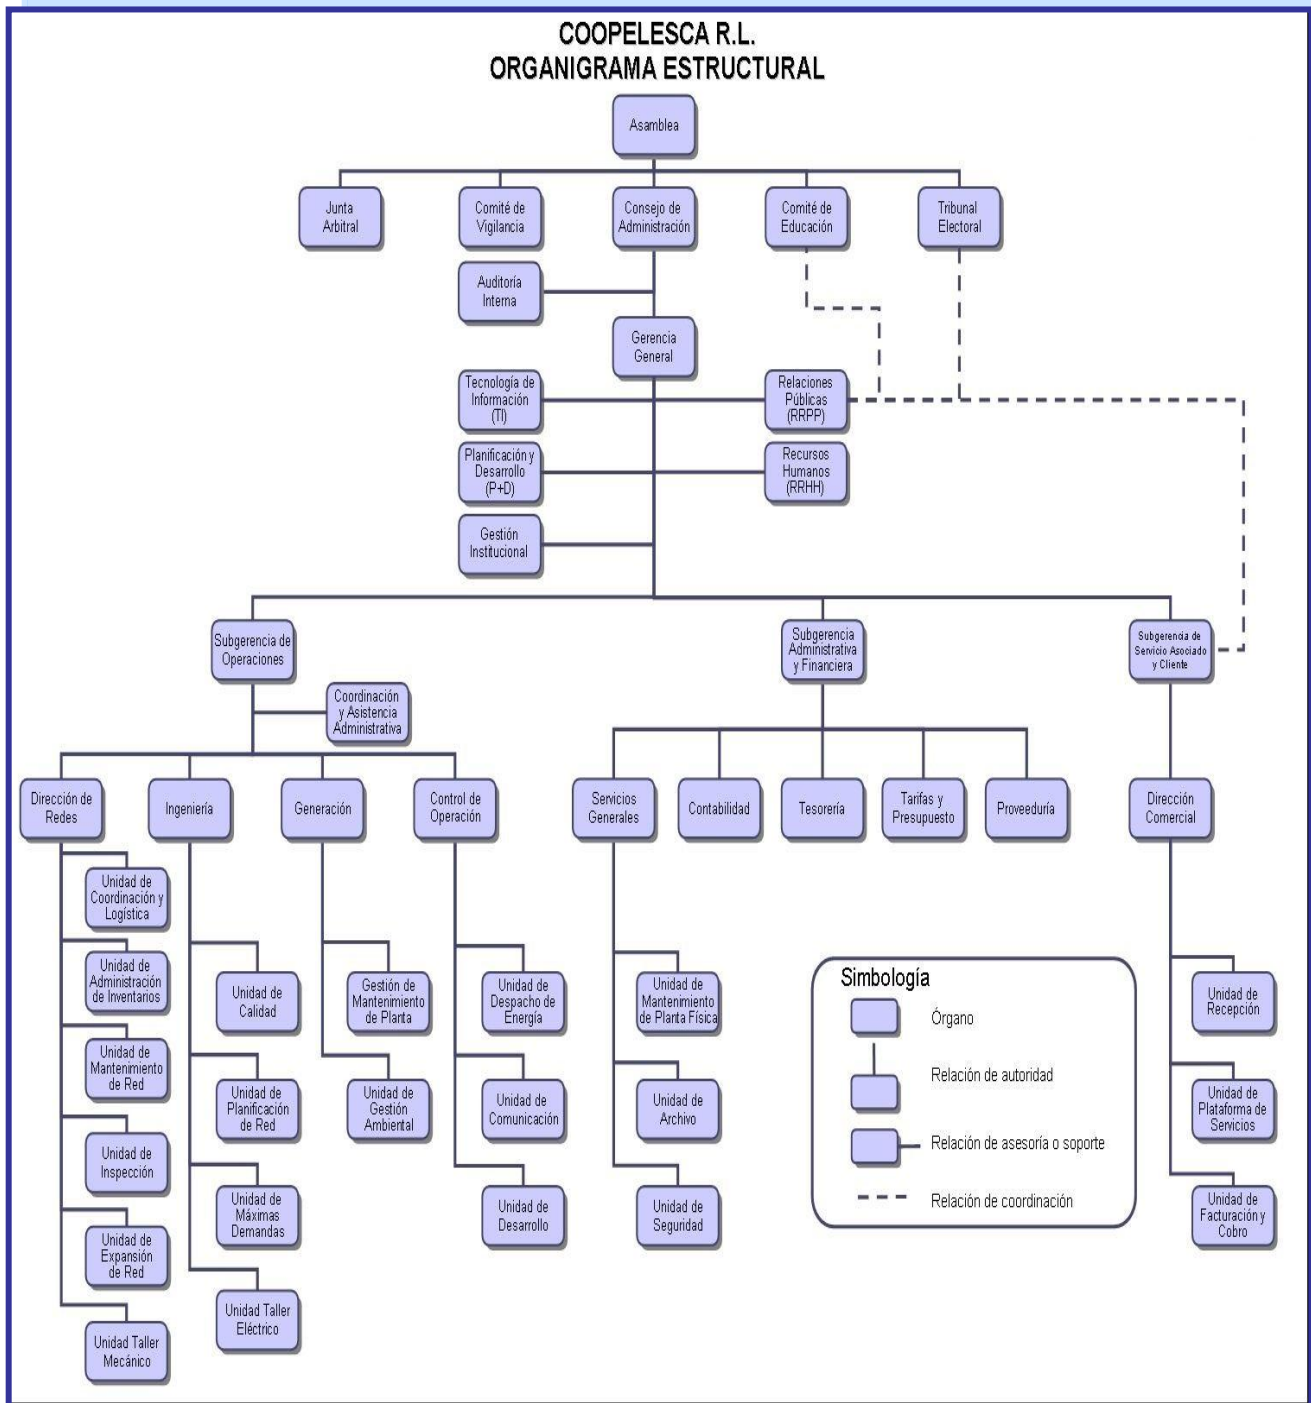 COOPELESCA R.L.
ORGANIGRAMA ESTRUCTURAL
Asamblea
Junta
Arbitral
Comité de
Vigilancia
Consejo de
Administración
Comité de
Educación
Tribunal
Electoral
Auditoría
Interna
Gerencia
General
Tecnología de
Información
(TI)
Relaciones
Públicas
(RRPP)
Planificación y
Desarrollo
(P+D)
Recursos
Humanos
(RRHH)
Gestión
Institucional
Subgerencia de
Operaciones
Subgerencia
Administrativa
y Financiera
Subgerencia de
Servicio Asociado
y Cliente
Coordinación
y Asistencia
Administrativa
Dirección de
Redes
Ingeniería
Generación
Control de
Operación
Servicios
Generales
Contabilidad
Tesorería
Tarifas y
Presupuesto
Proveeduría
Dirección
Comercial
Unidad de
Coordinación y
Logística
Unidad de
Administración
de Inventarios
Unidad de
Mantenimiento
de Red
Unidad de
Inspección
Unidad de
Expansión
de Red
Unidad Taller
Mecánico
Unidad de
Calidad
Unidad de
Planificación
de Red
Unidad de
Máximas
Demandas
Unidad Taller
Eléctrico
Gestión de
Mantenimiento
de Planta
Unidad de
Gestión
Ambiental
Unidad de
Despacho de
Energía
Unidad de
Comunicación
Unidad de
Desarrollo
Unidad de
Mantenimiento
de Planta Física
Unidad de
Archivo
Unidad de
Seguridad
Simbología
Órgano
Relación de autoridad
Relación de asesoría o soporte
Relación de coordinación
Unidad de
Recepción
Unidad de
Plataforma de
Servicios
Unidad de
Facturación y
Cobro